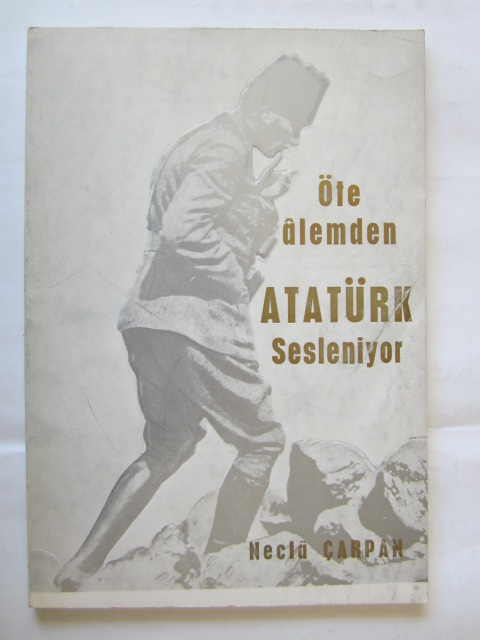 Öte
âlemden
ATATÜRK
Sesleniyor
Neclâ ÇARPAN